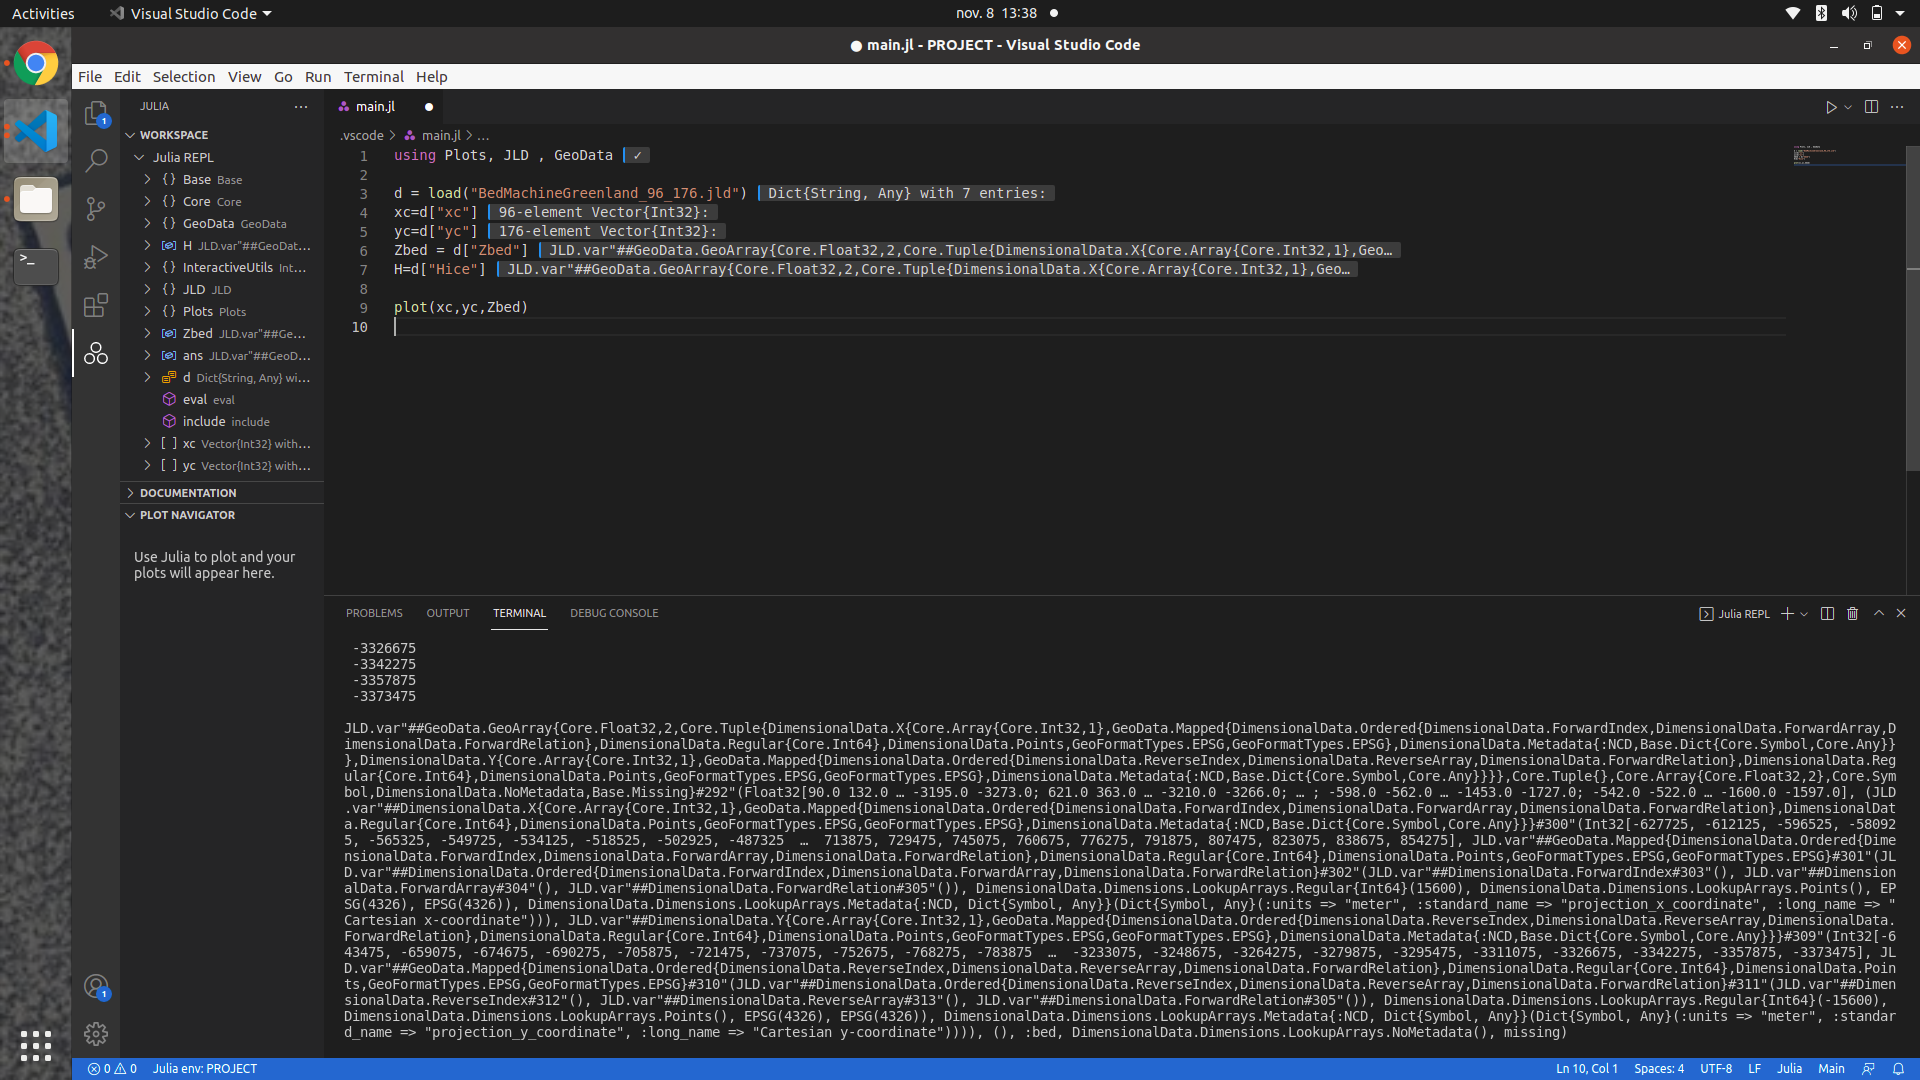 Activities
Visual Studio Code
nov. 8 13:38
● main.jl - PROJECT - Visual Studio Code
File Edit Selection View Go Run Terminal Help
JULIA
WORKSPACE
Julia REPL
{} Base Base
{} Core Core
{} GeoData GeoData
H JLD.var"##GeoDat...
{} InteractiveUtils Int...
{} JLD JLD
{} Plots Plots
Zbed JLD.var"##Ge...
ans JLD.var"##GeoD...
d Dict{String, Any} wi...
eval eval
include include
[ ] xc Vector{Int32} with...
[ ] yc Vector{Int32} with...
DOCUMENTATION
PLOT NAVIGATOR
Use Julia to plot and your
plots will appear here.
main.jl
.vscode > main.jl > ...
1 using Plots, JLD , GeoData ✓
2
3 d = load("BedMachineGreenland_96_176.jld") Dict{String, Any} with 7 entries:
4 xc=d["xc"] 96-element Vector{Int32}:
5 yc=d["yc"] 176-element Vector{Int32}:
6 Zbed = d["Zbed"] JLD.var"##GeoData.GeoArray{Core.Float32,2,Core.Tuple{DimensionalData.X{Core.Array{Core.Int32,1},Geo…
7 H=d["Hice"] JLD.var"##GeoData.GeoArray{Core.Float32,2,Core.Tuple{DimensionalData.X{Core.Array{Core.Int32,1},Geo…
8
9 plot(xc,yc,Zbed)
10
PROBLEMS OUTPUT TERMINAL DEBUG CONSOLE
Julia REPL
-3326675
-3342275
-3357875
-3373475
JLD.var"##GeoData.GeoArray{Core.Float32,2,Core.Tuple{DimensionalData.X{Core.Array{Core.Int32,1},GeoData.Mapped{DimensionalData.Ordered{DimensionalData.ForwardIndex,DimensionalData.ForwardArray,D
imensionalData.ForwardRelation},DimensionalData.Regular{Core.Int64},DimensionalData.Points,GeoFormatTypes.EPSG,GeoFormatTypes.EPSG},DimensionalData.Metadata{:NCD,Base.Dict{Core.Symbol,Core.Any}}
},DimensionalData.Y{Core.Array{Core.Int32,1},GeoData.Mapped{DimensionalData.Ordered{DimensionalData.ReverseIndex,DimensionalData.ReverseArray,DimensionalData.ForwardRelation},DimensionalData.Reg
ular{Core.Int64},DimensionalData.Points,GeoFormatTypes.EPSG,GeoFormatTypes.EPSG},DimensionalData.Metadata{:NCD,Base.Dict{Core.Symbol,Core.Any}}}},Core.Tuple{},Core.Array{Core.Float32,2},Core.Sym
bol,DimensionalData.NoMetadata,Base.Missing}#292"(Float32[90.0 132.0 … -3195.0 -3273.0; 621.0 363.0 … -3210.0 -3266.0; … ; -598.0 -562.0 … -1453.0 -1727.0; -542.0 -522.0 … -1600.0 -1597.0], (JLD
.var"##DimensionalData.X{Core.Array{Core.Int32,1},GeoData.Mapped{DimensionalData.Ordered{DimensionalData.ForwardIndex,DimensionalData.ForwardArray,DimensionalData.ForwardRelation},DimensionalDat
a.Regular{Core.Int64},DimensionalData.Points,GeoFormatTypes.EPSG,GeoFormatTypes.EPSG},DimensionalData.Metadata{:NCD,Base.Dict{Core.Symbol,Core.Any}}}#300"(Int32[-627725, -612125, -596525, -58092
5, -565325, -549725, -534125, -518525, -502925, -487325  …  713875, 729475, 745075, 760675, 776275, 791875, 807475, 823075, 838675, 854275], JLD.var"##GeoData.Mapped{DimensionalData.Ordered{Dime
nsionalData.ForwardIndex,DimensionalData.ForwardArray,DimensionalData.ForwardRelation},DimensionalData.Regular{Core.Int64},DimensionalData.Points,GeoFormatTypes.EPSG,GeoFormatTypes.EPSG}#301"(JL
D.var"##DimensionalData.Ordered{DimensionalData.ForwardIndex,DimensionalData.ForwardArray,DimensionalData.ForwardRelation}#302"(JLD.var"##DimensionalData.ForwardIndex#303"(), JLD.var"##Dimension
alData.ForwardArray#304"(), JLD.var"##DimensionalData.ForwardRelation#305"()), DimensionalData.Dimensions.LookupArrays.Regular{Int64}(15600), DimensionalData.Dimensions.LookupArrays.Points(), EP
SG(4326), EPSG(4326)), DimensionalData.Dimensions.LookupArrays.Metadata{:NCD, Dict{Symbol, Any}}(Dict{Symbol, Any}(:units => "meter", :standard_name => "projection_x_coordinate", :long_name => "
Cartesian x-coordinate"))), JLD.var"##DimensionalData.Y{Core.Array{Core.Int32,1},GeoData.Mapped{DimensionalData.Ordered{DimensionalData.ReverseIndex,DimensionalData.ReverseArray,DimensionalData.
ForwardRelation},DimensionalData.Regular{Core.Int64},DimensionalData.Points,GeoFormatTypes.EPSG,GeoFormatTypes.EPSG},DimensionalData.Metadata{:NCD,Base.Dict{Core.Symbol,Core.Any}}}#309"(Int32[-6
43475, -659075, -674675, -690275, -705875, -721475, -737075, -752675, -768275, -783875  …  -3233075, -3248675, -3264275, -3279875, -3295475, -3311075, -3326675, -3342275, -3357875, -3373475], JL
D.var"##GeoData.Mapped{DimensionalData.Ordered{DimensionalData.ReverseIndex,DimensionalData.ReverseArray,DimensionalData.ForwardRelation},DimensionalData.Regular{Core.Int64},DimensionalData.Poin
ts,GeoFormatTypes.EPSG,GeoFormatTypes.EPSG}#310"(JLD.var"##DimensionalData.Ordered{DimensionalData.ReverseIndex,DimensionalData.ReverseArray,DimensionalData.ForwardRelation}#311"(JLD.var"##Dimen
sionalData.ReverseIndex#312"(), JLD.var"##DimensionalData.ReverseArray#313"(), JLD.var"##DimensionalData.ForwardRelation#305"()), DimensionalData.Dimensions.LookupArrays.Regular{Int64}(-15600),
DimensionalData.Dimensions.LookupArrays.Points(), EPSG(4326), EPSG(4326)), DimensionalData.Dimensions.LookupArrays.Metadata{:NCD, Dict{Symbol, Any}}(Dict{Symbol, Any}(:units => "meter", :standar
d_name => "projection_y_coordinate", :long_name => "Cartesian y-coordinate")))), (), :bed, DimensionalData.Dimensions.LookupArrays.NoMetadata(), missing)
0 0 Julia env: PROJECT
Ln 10, Col 1 Spaces: 4 UTF-8 LF Julia Main